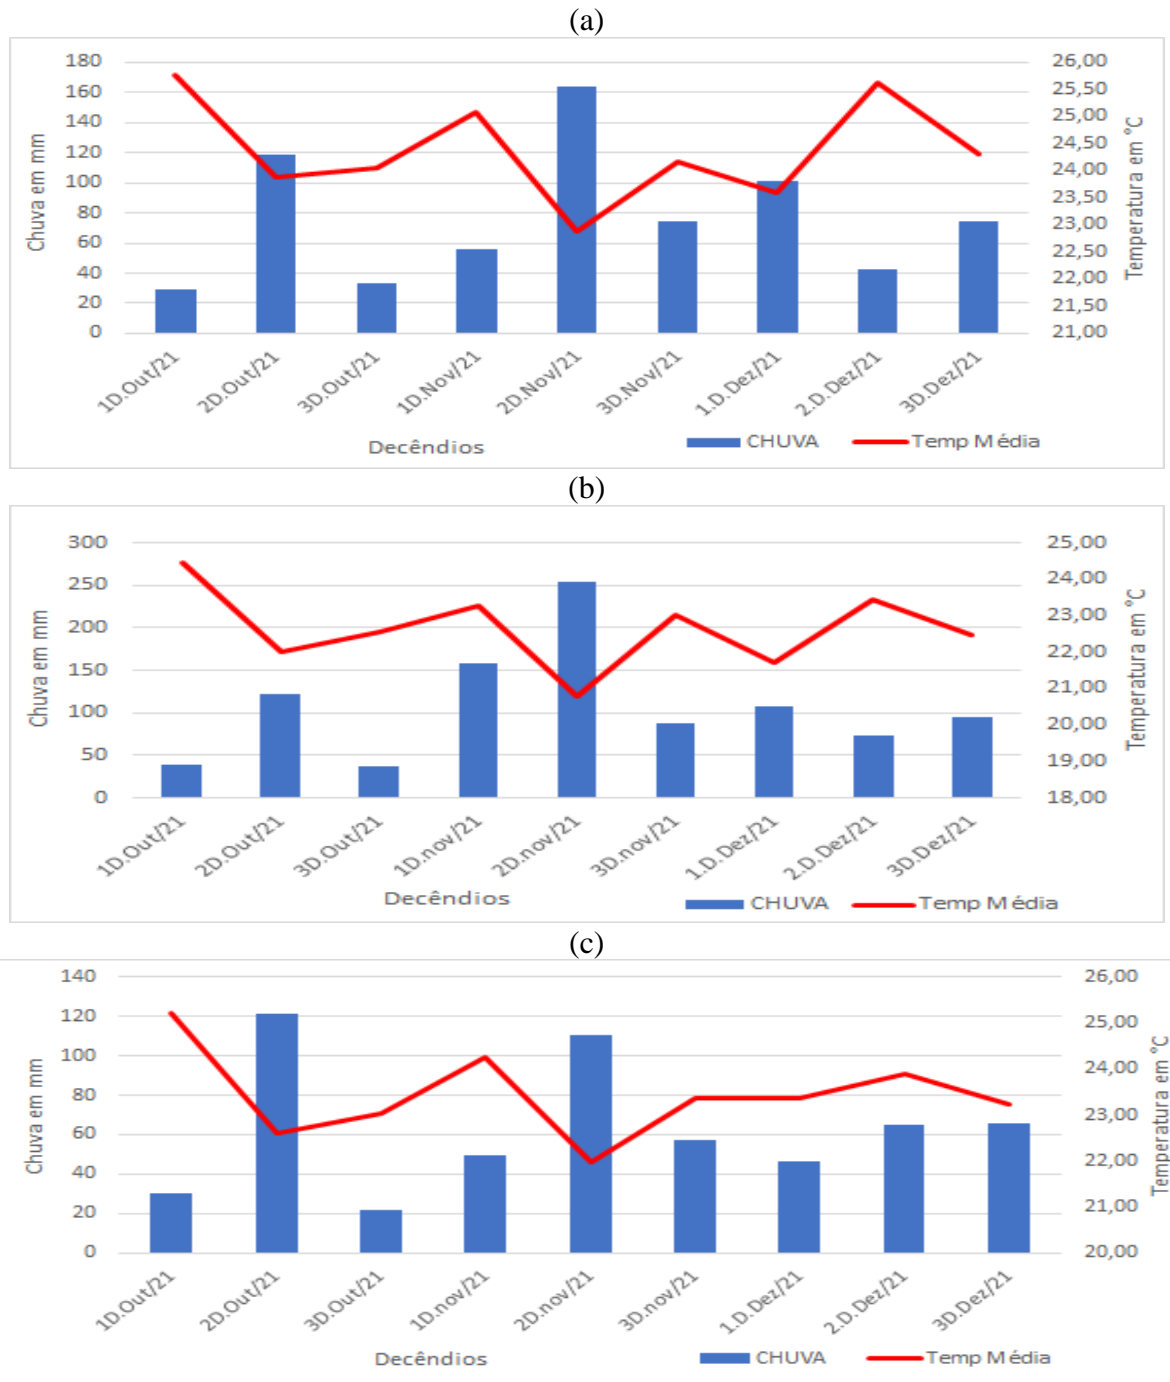 (a)
180 26,00
160 25,50
140 25,00
120 24,50
100 24,00
80 23,50
60 23,00
40 22,50
20 22,00
0 21,50
21,00
Chuva em mm
Temperatura em °C
1D.Out/21 2D.Out/21 3D.Out/21 1D.Nov/21 2D.Nov/21 3D.Nov/21 1.D.Dez/21 2.D.Dez/21 3D.Dez/21
Decêndios CHUVA Temp Média
(b)
300 25,00
250 24,00
200 23,00
150 22,00
100 21,00
50 20,00
0 19,00
18,00
Chuva em mm
Temperatura em °C
1D.Out/21 2D.Out/21 3D.Out/21 1D.nov/21 2D.nov/21 3D.nov/21 1.D.Dez/21 2.D.Dez/21 3D.Dez/21
Decêndios CHUVA Temp Média
(c)
140 26,00
120 25,00
100 24,00
80 23,00
60 22,00
40 21,00
20 20,00
0
Chuva em mm
Temperatura em °C
1D.Out/21 2D.Out/21 3D.Out/21 1D.nov/21 2D.nov/21 3D.nov/21 1.D.Dez/21 2.D.Dez/21 3D.Dez/21
Decêndios CHUVA Temp Média